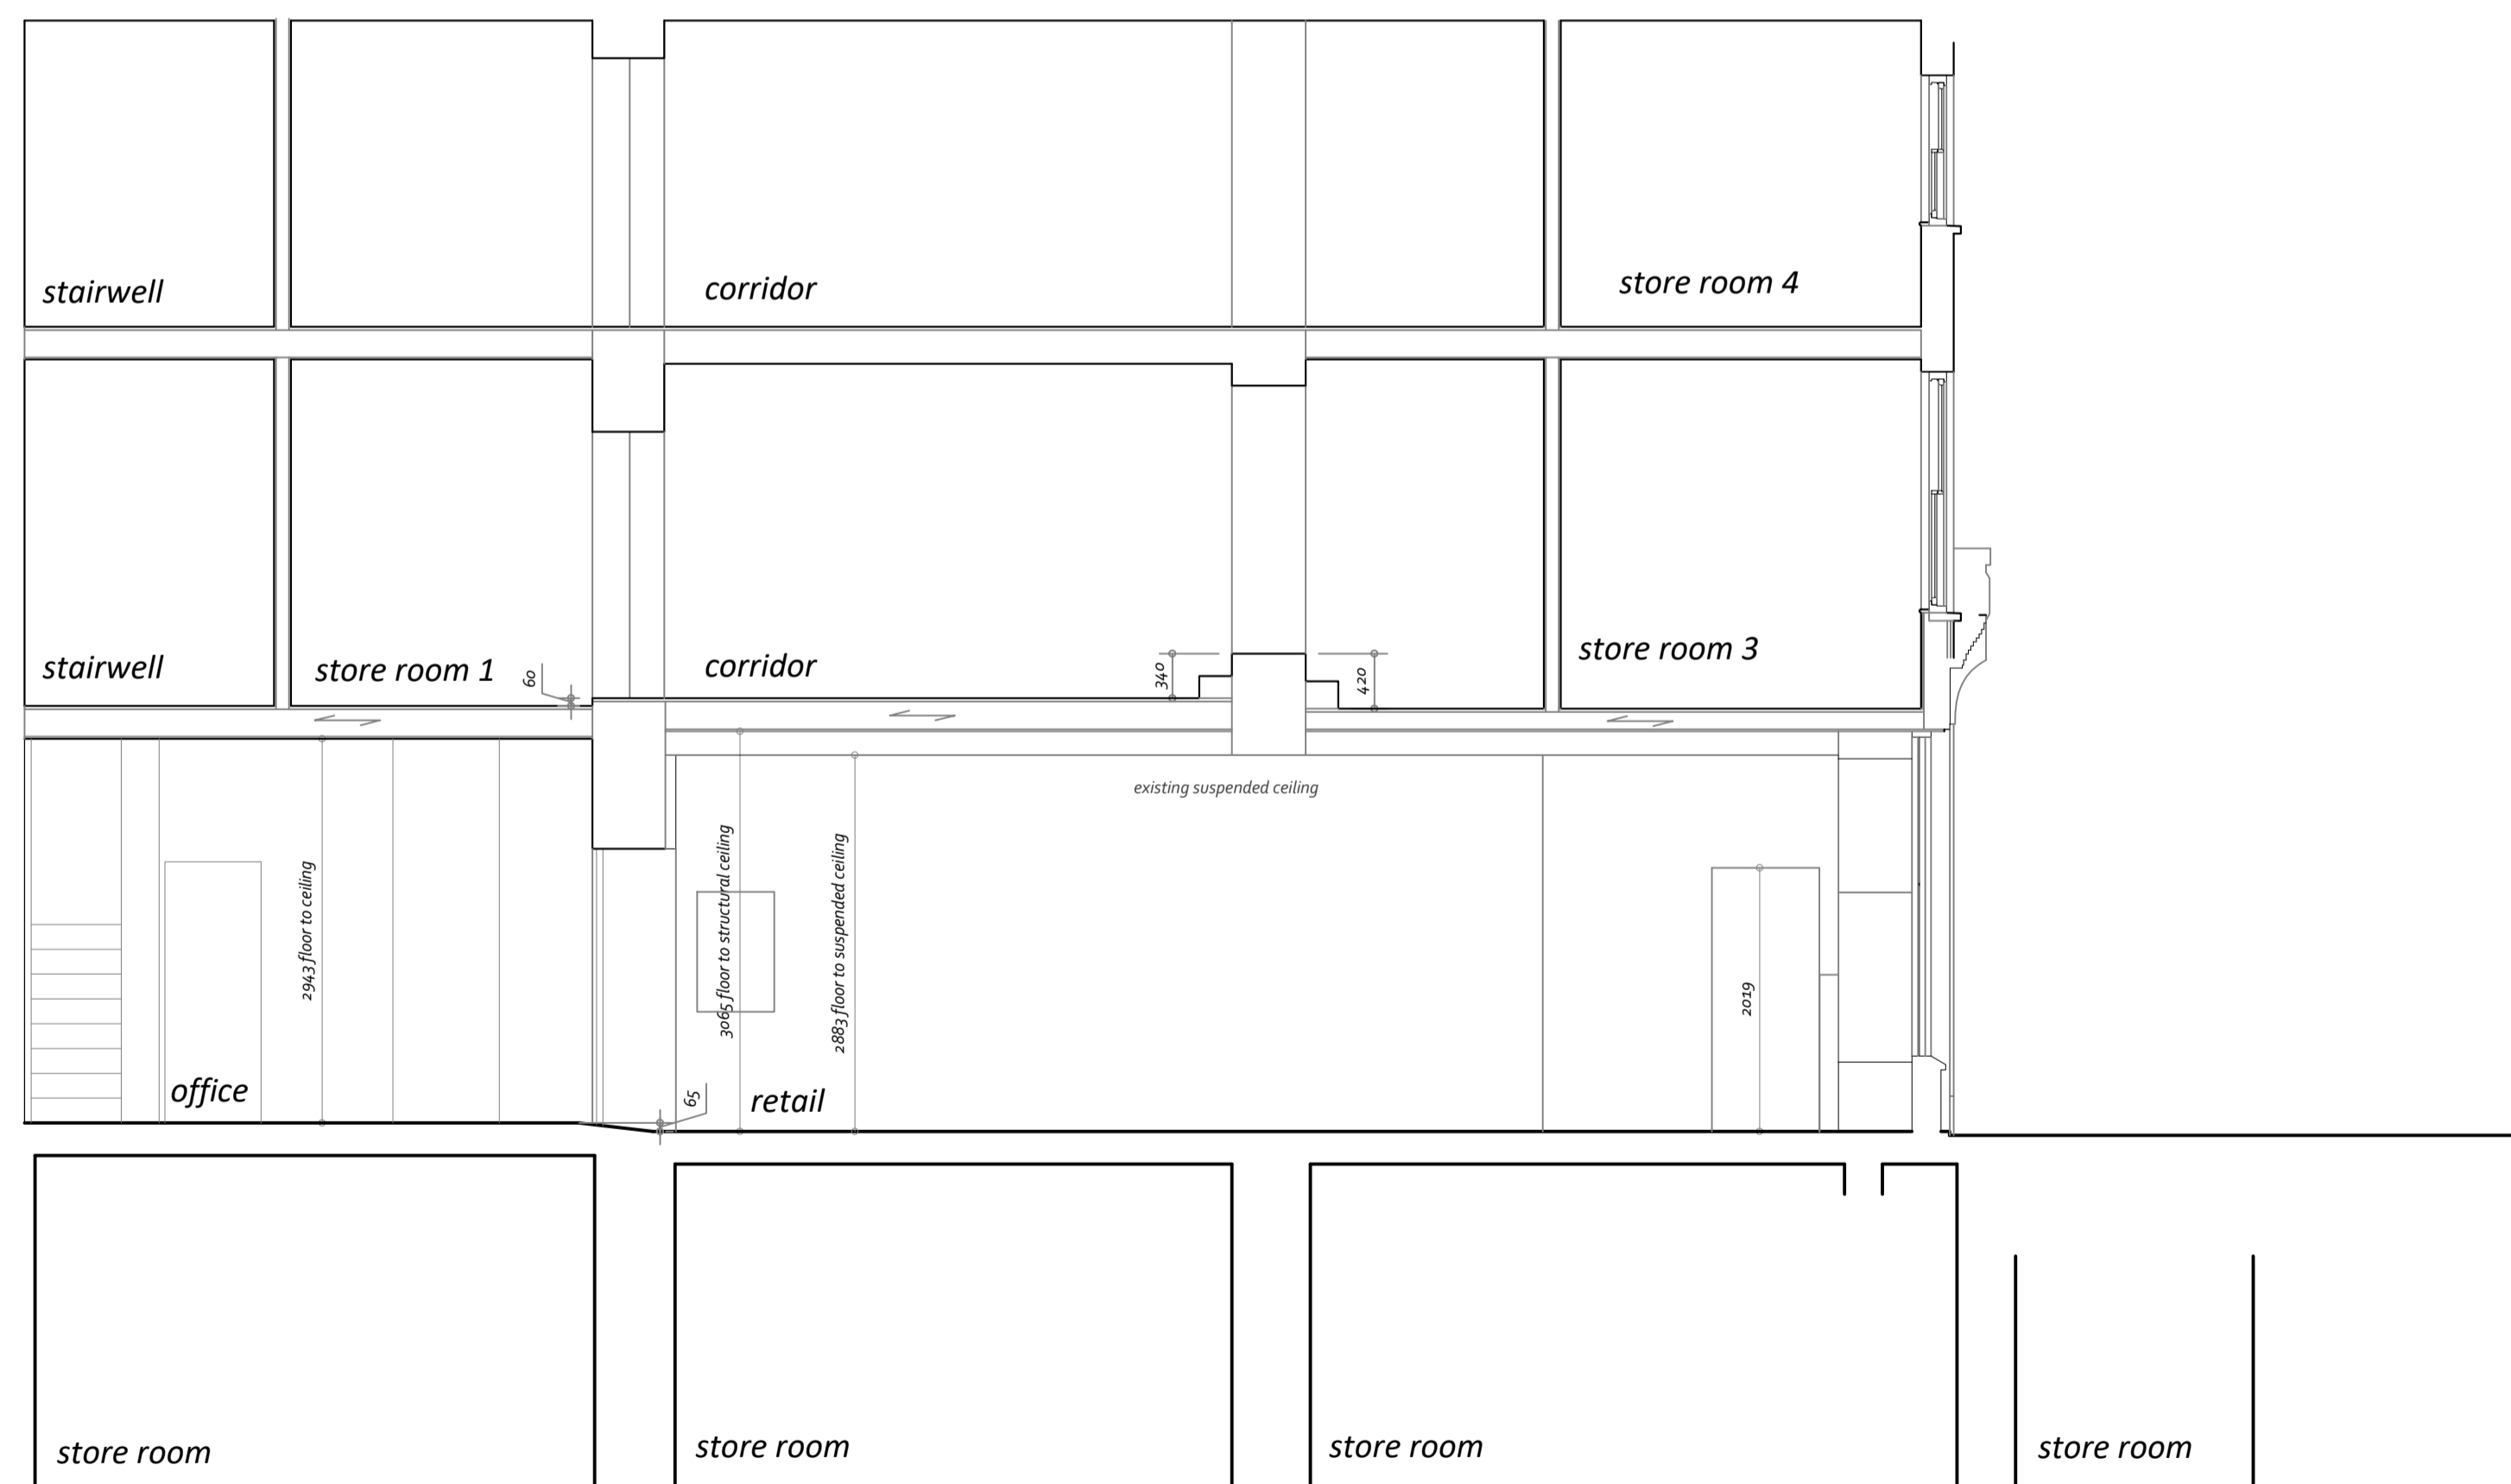 stairwell
corridor
store room 4
stairwell
store room 1
60
corridor
340
420
store room 3
existing suspended ceiling
2943 floor to ceiling
3065 floor to structural ceiling
2883 floor to suspended ceiling
2019
office
65
retail
store room
store room
store room
store room